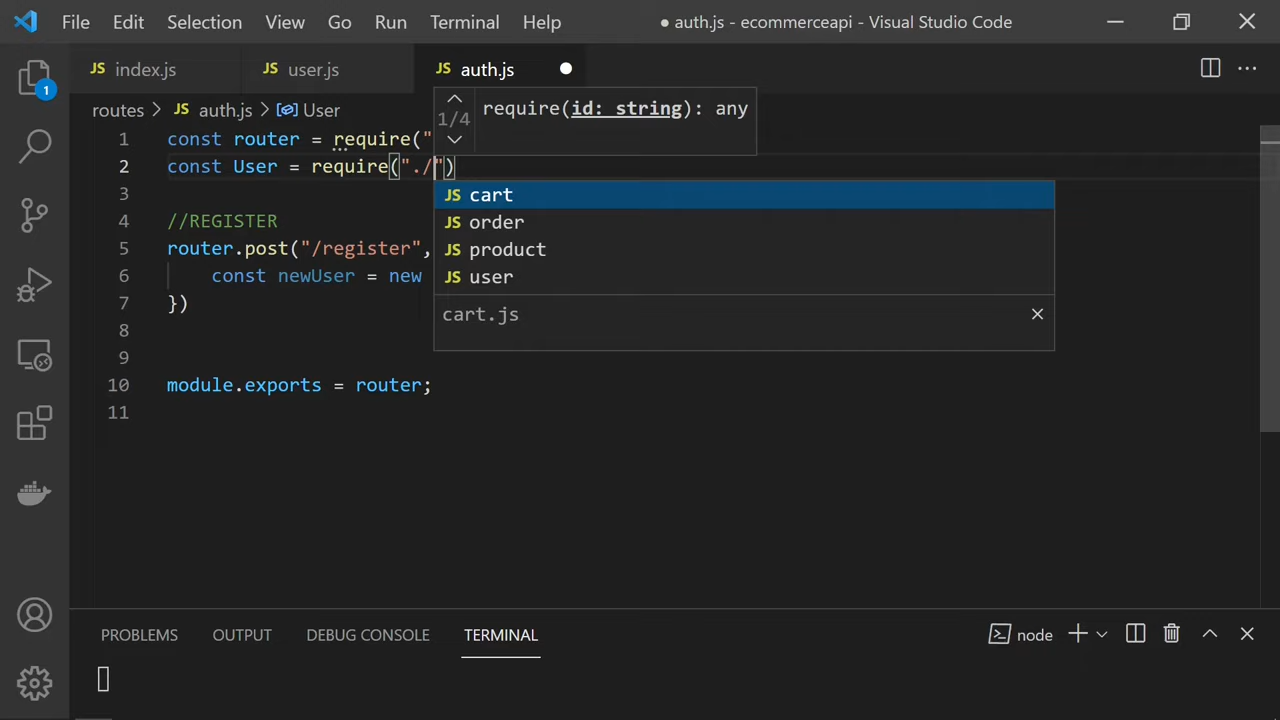 File Edit Selection View Go Run Terminal Help
● auth.js - ecommerceapi - Visual Studio Code
JS index.js
JS user.js
JS auth.js
1
routes > JS auth.js > User
1/4
require(id: string): any
1 const router = require("
2 const User = require("./")
3
4 //REGISTER
5 router.post("/register",
6 const newUser = new
7 })
8
9
10 module.exports = router;
11
JS cart
JS order
JS product
JS user
cart.js
PROBLEMS OUTPUT DEBUG CONSOLE TERMINAL
node